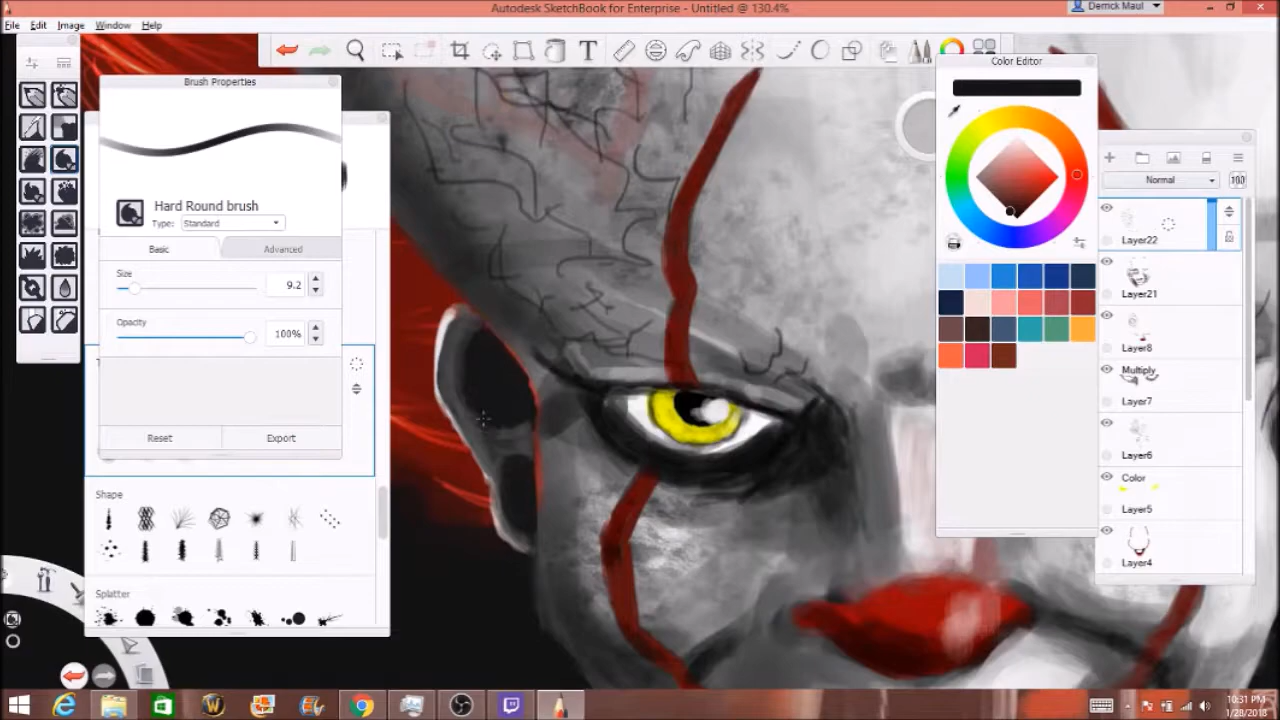 Autodesk SketchBook for Enterprise - Untitled @ 130.4%
Derrick Maul
File Edit Image Window Help
Brush Properties
Hard Round brush
Type: Standard
Basic Advanced
Size
9.2
Opacity
100%
Reset Export
Shape
Splatter
Color Editor
Normal 100
Layer22
Layer21
Layer8
Multiply
Layer7
Layer6
Color
Layer5
Layer4
10:31 PM
1/28/2018